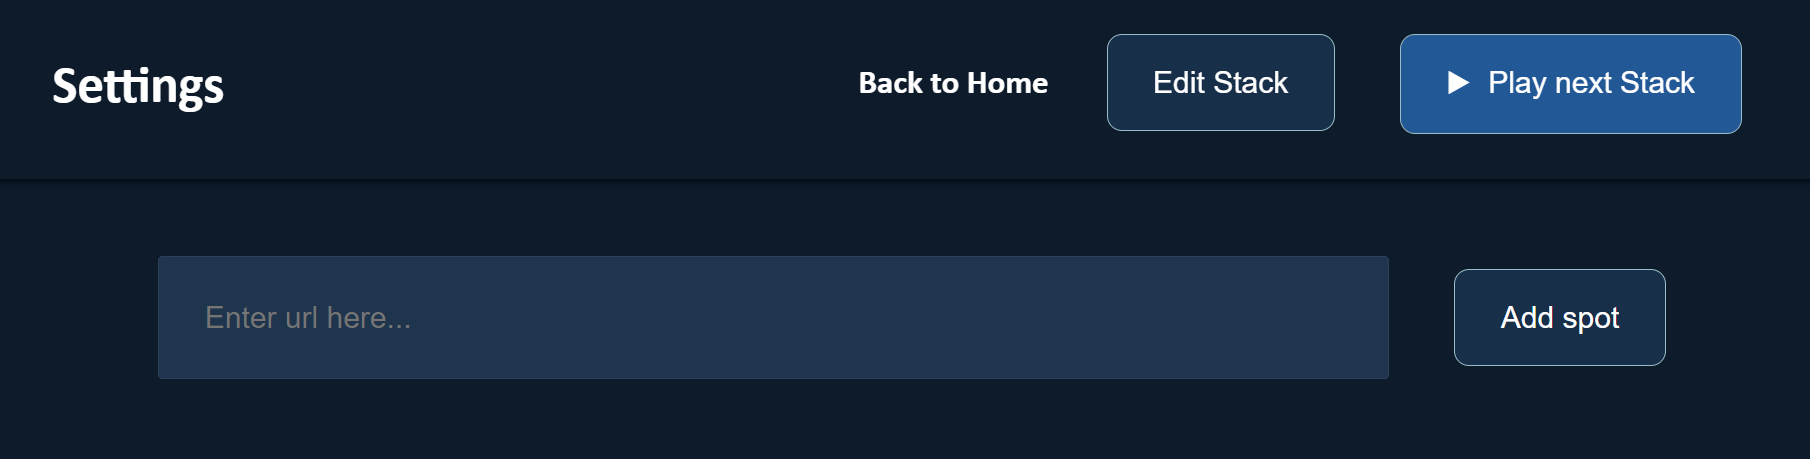 Settings
Back to Home
Edit Stack
Play next Stack
Enter url here...
Add spot